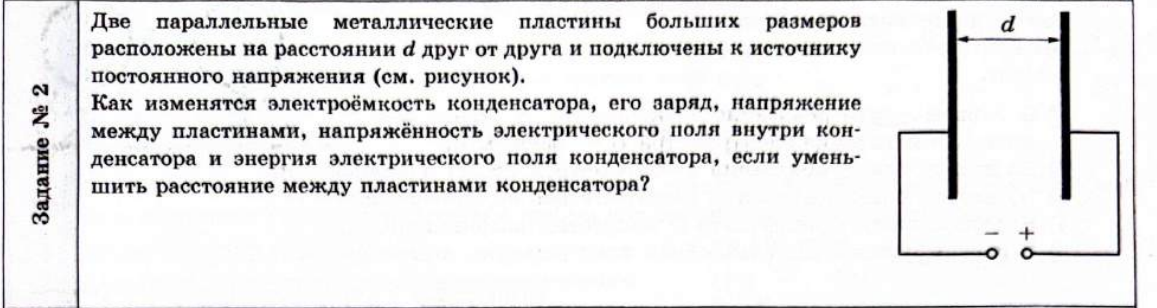 Задание № 2
Две параллельные металлические пластины больших размеров
расположены на расстоянии d друг от друга и подключены к источнику
постоянного напряжения (см. рисунок).
Как изменятся электроёмкость конденсатора, его заряд, напряжение
между пластинами, напряжённость электрического поля внутри кон-
денсатора и энергия электрического поля конденсатора, если умень-
шить расстояние между пластинами конденсатора?
d
− +